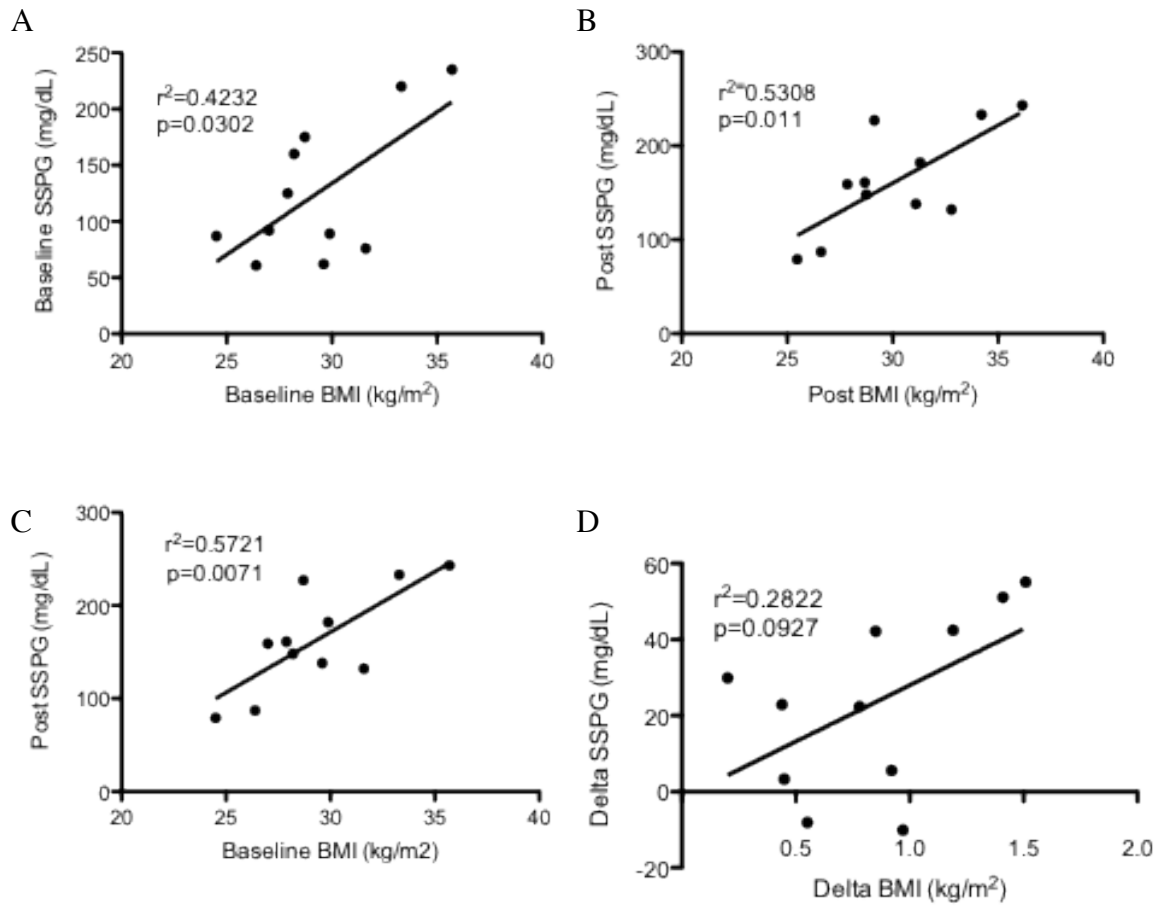 A
250
200
150
100
50
0
Baseline SSPG (mg/dL)
r²=0.4232
p=0.0302
20 25 30 35 40
Baseline BMI (kg/m²)
B
300
200
100
0
Post SSPG (mg/dL)
r²⁼0.5308
p=0.011
20 25 30 35 40
Post BMI (kg/m²)
C
300
200
100
0
Post SSPG (mg/dL)
r²=0.5721
p=0.0071
20 25 30 35 40
Baseline BMI (kg/m2)
D
60
40
20
0
-20
Delta SSPG (mg/dL)
r²=0.2822
p=0.0927
0.5 1.0 1.5 2.0
Delta BMI (kg/m²)